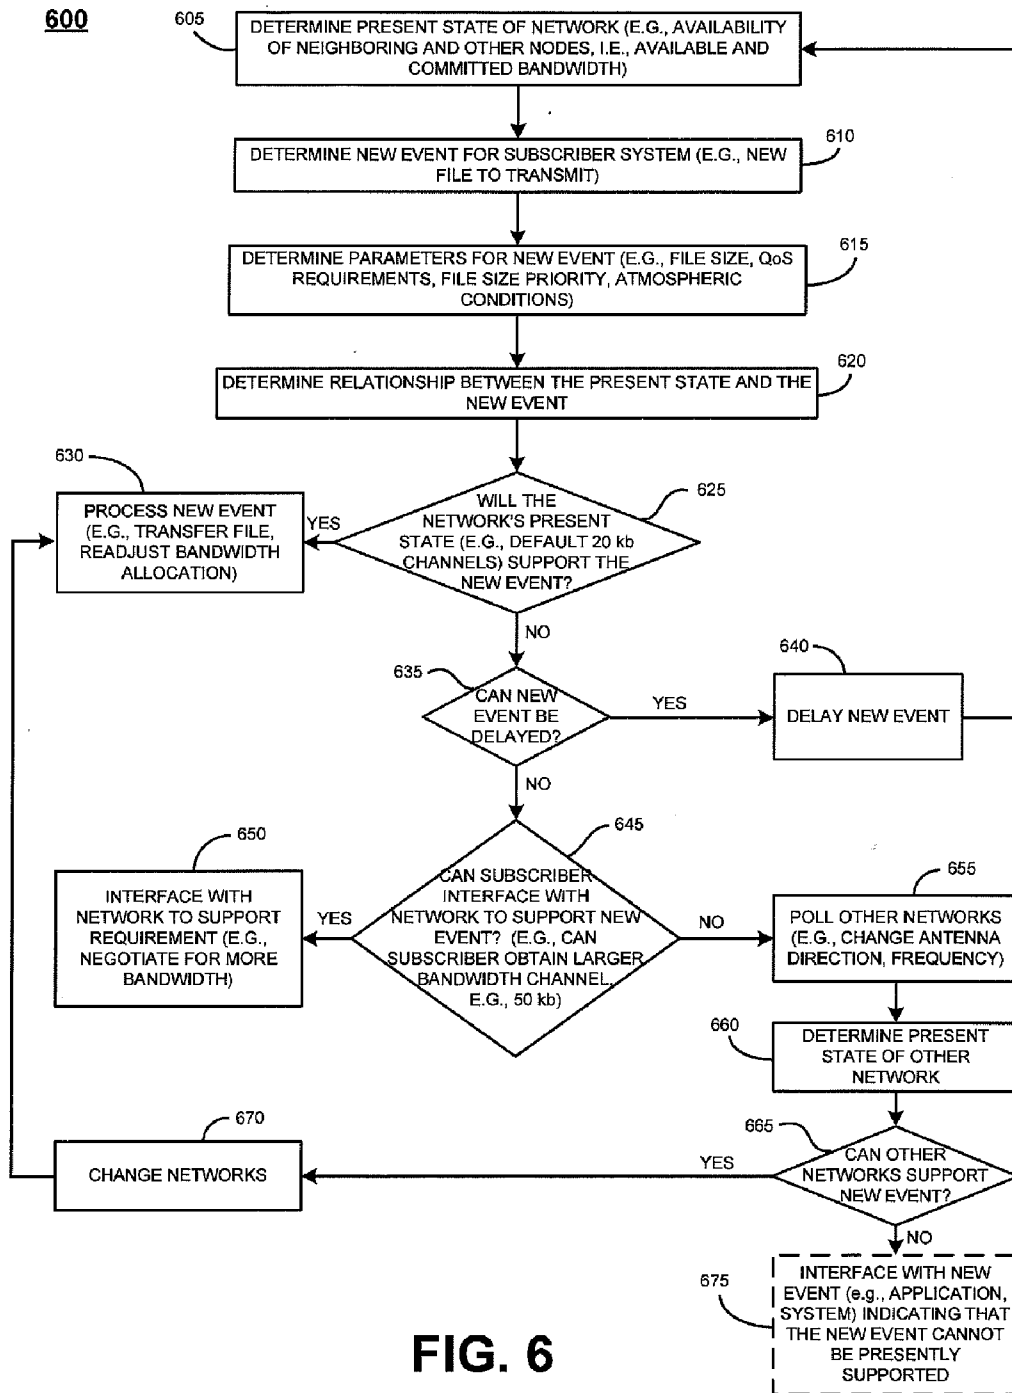 600
605
DETERMINE PRESENT STATE OF NETWORK (E.G., AVAILABILITY
OF NEIGHBORING AND OTHER NODES, I.E., AVAILABLE AND
COMMITTED BANDWIDTH)
610
DETERMINE NEW EVENT FOR SUBSCRIBER SYSTEM (E.G., NEW
FILE TO TRANSMIT)
615
DETERMINE PARAMETERS FOR NEW EVENT (E.G., FILE SIZE, QoS
REQUIREMENTS, FILE SIZE PRIORITY, ATMOSPHERIC
CONDITIONS)
620
DETERMINE RELATIONSHIP BETWEEN THE PRESENT STATE AND THE
NEW EVENT
625
WILL THE
NETWORK'S PRESENT
STATE (E.G., DEFAULT 20 kb
CHANNELS) SUPPORT THE
NEW EVENT?
YES
630
PROCESS NEW EVENT
(E.G., TRANSFER FILE,
READJUST BANDWIDTH
ALLOCATION)
NO
635
CAN NEW
EVENT BE
DELAYED?
YES
640
DELAY NEW EVENT
NO
645
CAN SUBSCRIBER
INTERFACE WITH
NETWORK TO SUPPORT NEW
EVENT? (E.G., CAN
SUBSCRIBER OBTAIN LARGER
BANDWIDTH CHANNEL,
E.G., 50 kb)
YES
650
INTERFACE WITH
NETWORK TO SUPPORT
REQUIREMENT (E.G.,
NEGOTIATE FOR MORE
BANDWIDTH)
NO
655
POLL OTHER NETWORKS
(E.G., CHANGE ANTENNA
DIRECTION, FREQUENCY)
660
DETERMINE PRESENT
STATE OF OTHER
NETWORK
665
CAN OTHER
NETWORKS SUPPORT
NEW EVENT?
YES
670
CHANGE NETWORKS
NO
675
INTERFACE WITH NEW
EVENT (e.g., APPLICATION,
SYSTEM) INDICATING THAT
THE NEW EVENT CANNOT
BE PRESENTLY
SUPPORTED
FIG. 6